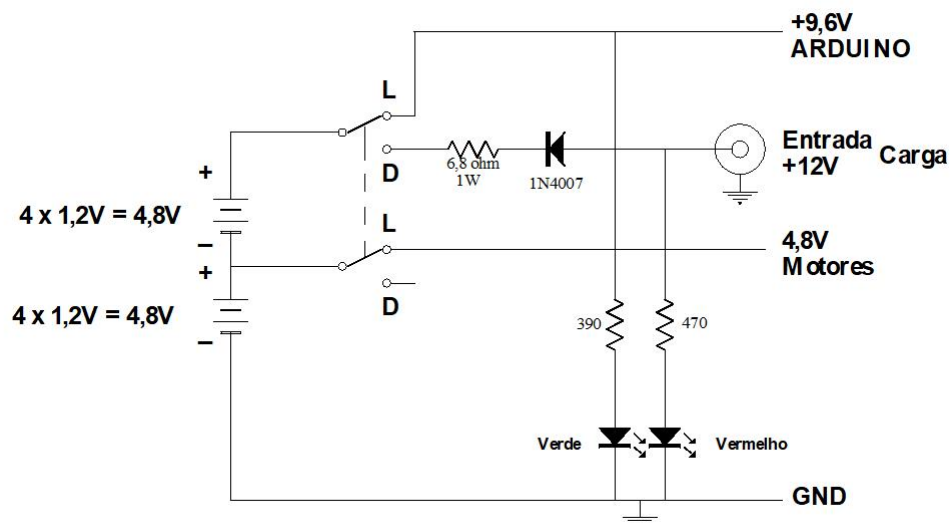 +9,6V
ARDUINO
L
Entrada
+12V
Carga
D
6,8 ohm
1W
1N4007
+
4 x 1,2V = 4,8V
–
L
4,8V
Motores
+
D
4 x 1,2V = 4,8V
–
390
470
Verde
Vermelho
GND